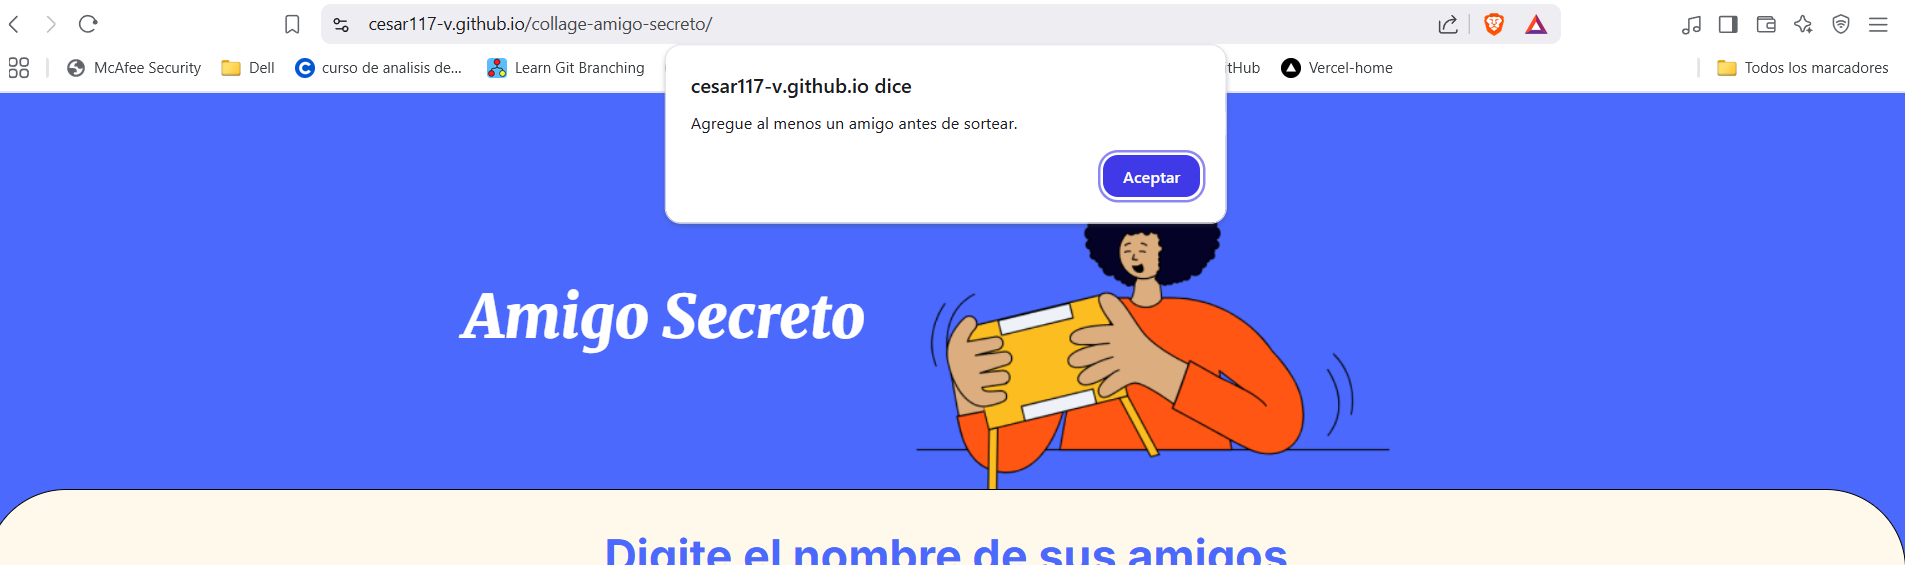 cesar117-v.github.io/collage-amigo-secreto/
McAfee Security Dell curso de analisis de... Learn Git Branching Vercel-home Todos los marcadores
cesar117-v.github.io dice
Agregue al menos un amigo antes de sortear.
Aceptar
Amigo Secreto
Digite el nombre de sus amigos